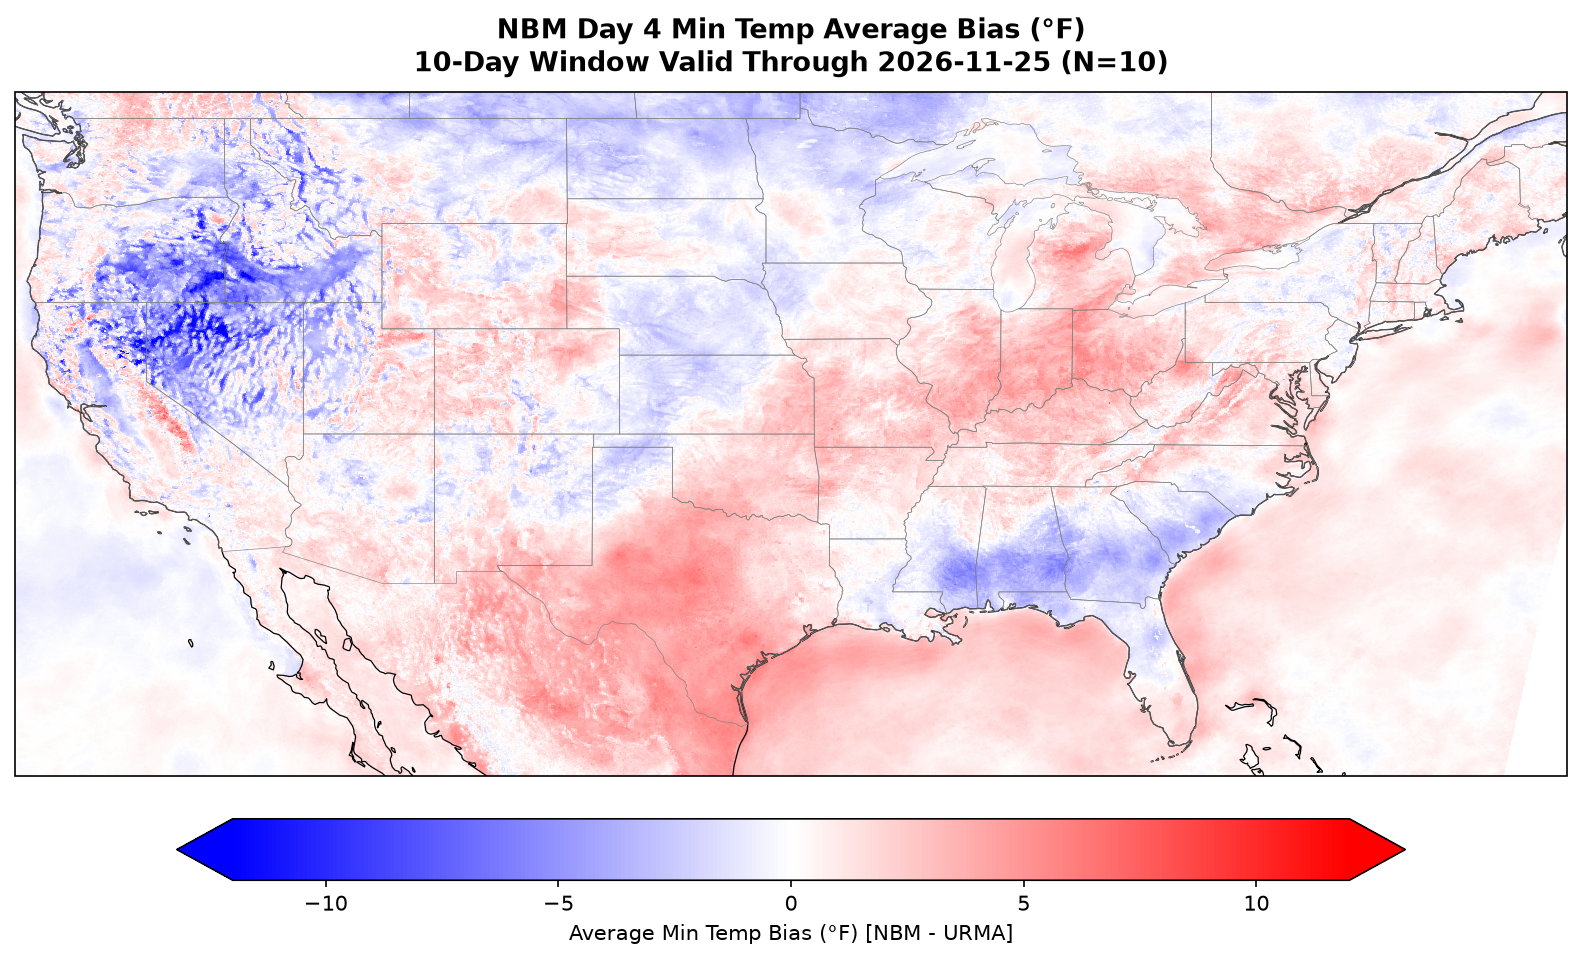 NBM Day 4 Min Temp Average Bias (°F)
10-Day Window Valid Through 2026-11-25 (N=10)
−10 −5 0 5 10
Average Min Temp Bias (°F) [NBM - URMA]